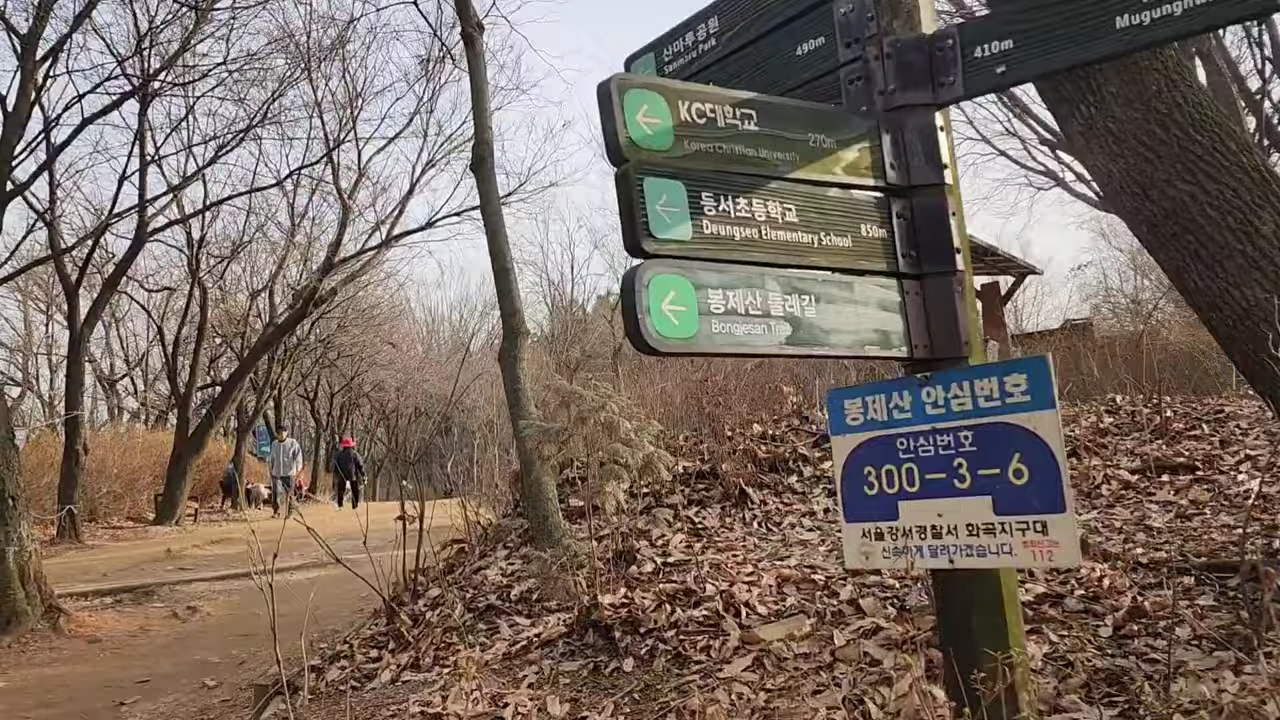 산마루공원
Sanmaru Park
490m
410m
KC대학교
270m
Korea Christian University
등서초등학교
Deungseo Elementary School
850m
봉제산 둘레길
Bongjesan
봉제산 안심번호
안심번호
300-3-6
서울강서경찰서 화곡지구대
신속하게 달려가겠습니다.
112